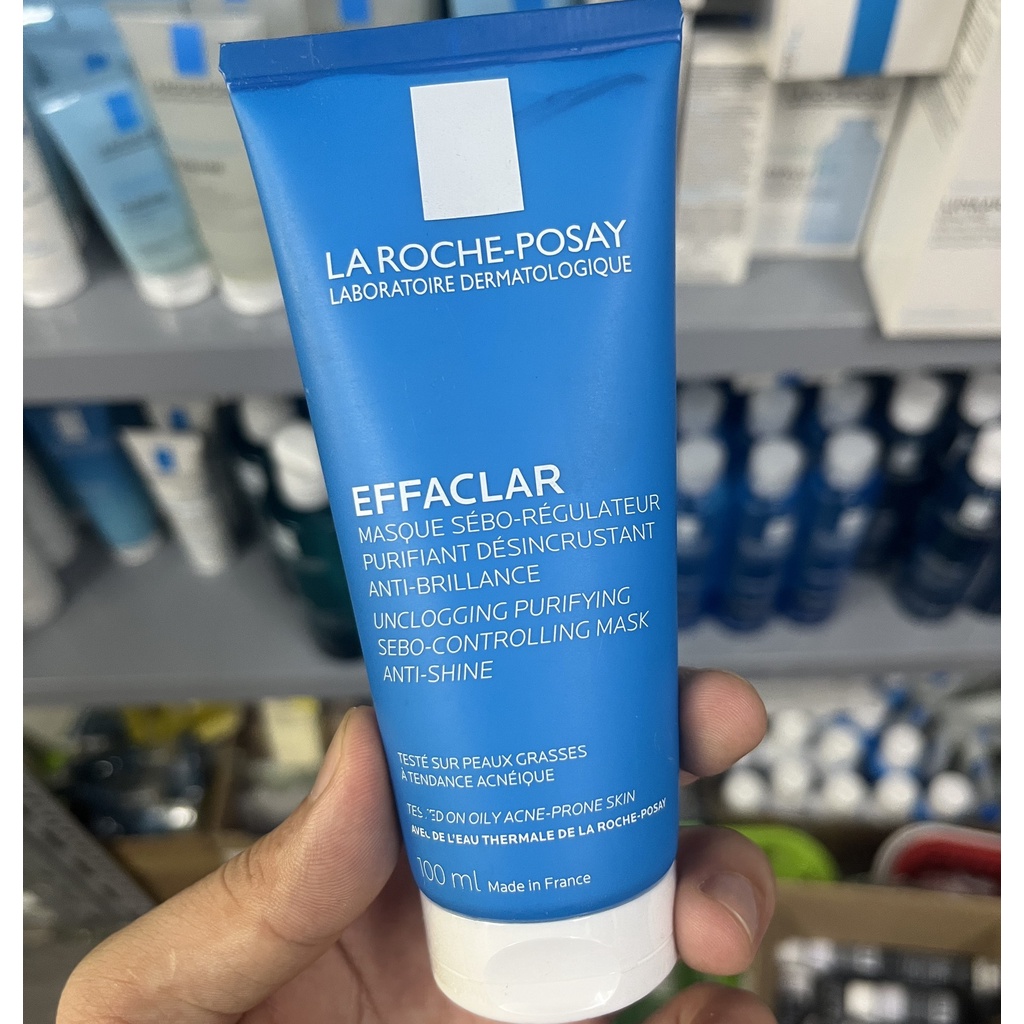 LA ROCHE-POSAY
LABORATOIRE DERMATOLOGIQUE
EFFACLAR
MASQUE SÉBO-RÉGULATEUR
PURIFIANT DÉSINCRUSTANT
ANTI-BRILLANCE
UNCLOGGING PURIFYING
SEBO-CONTROLLING MASK
ANTI-SHINE
TESTÉ SUR PEAUX GRASSES
À TENDANCE ACNÉIQUE
TESTED ON OILY ACNE-PRONE SKIN
AVEC DE L'EAU THERMALE DE LA ROCHE-POSAY
100 ml Made in France